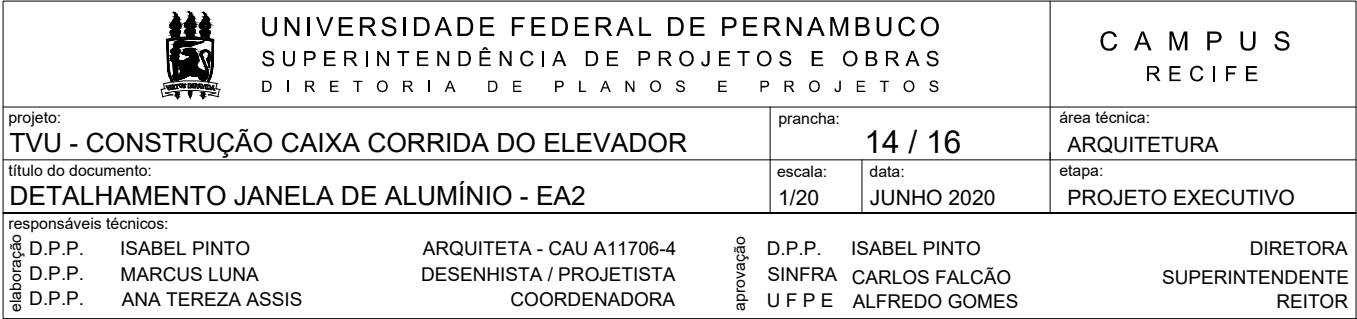 UNIVERSIDADE FEDERAL DE PERNAMBUCO
SUPERINTENDÊNCIA DE PROJETOS E OBRAS
DIRETORIA DE PLANOS E PROJETOS
CAMPUS
RECIFE
projeto:
TVU - CONSTRUÇÃO CAIXA CORRIDA DO ELEVADOR
prancha:
14 / 16
área técnica:
ARQUITETURA
título do documento:
DETALHAMENTO JANELA DE ALUMÍNIO - EA2
escala:
1/20
data:
JUNHO 2020
etapa:
PROJETO EXECUTIVO
responsáveis técnicos:
elaboração
D.P.P. ISABEL PINTO ARQUITETA - CAU A11706-4
D.P.P. MARCUS LUNA DESENHISTA / PROJETISTA
D.P.P. ANA TEREZA ASSIS COORDENADORA
aprovação
D.P.P. ISABEL PINTO DIRETORA
SINFRA CARLOS FALCÃO SUPERINTENDENTE
UFPE ALFREDO GOMES REITOR